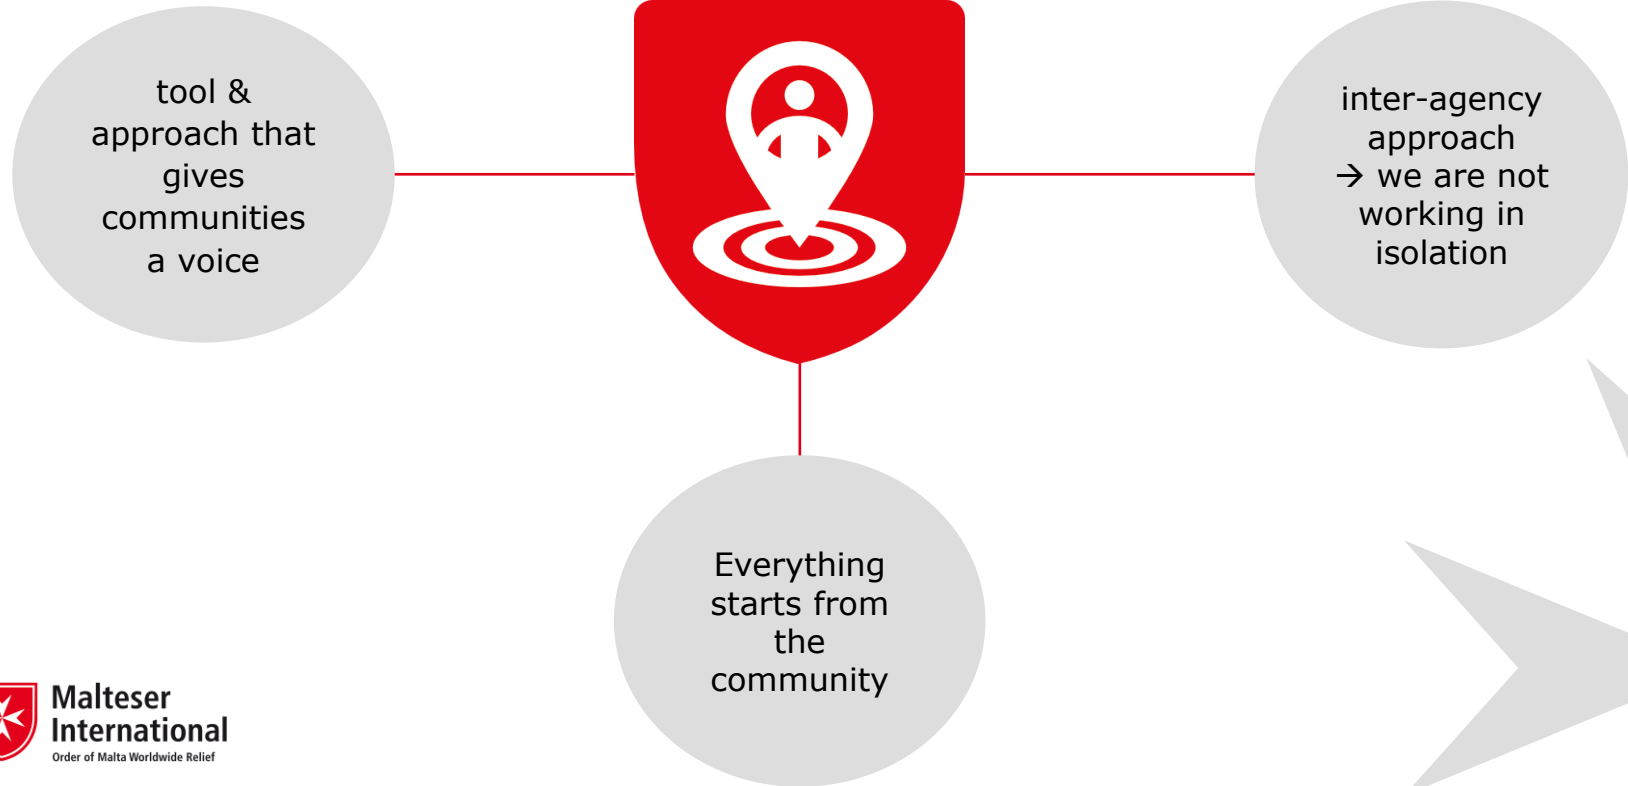 tool &
approach that
gives
communities
a voice
inter-agency
approach
→ we are not
working in
isolation
Everything
starts from
the
community
Malteser
International
Order of Malta Worldwide Relief